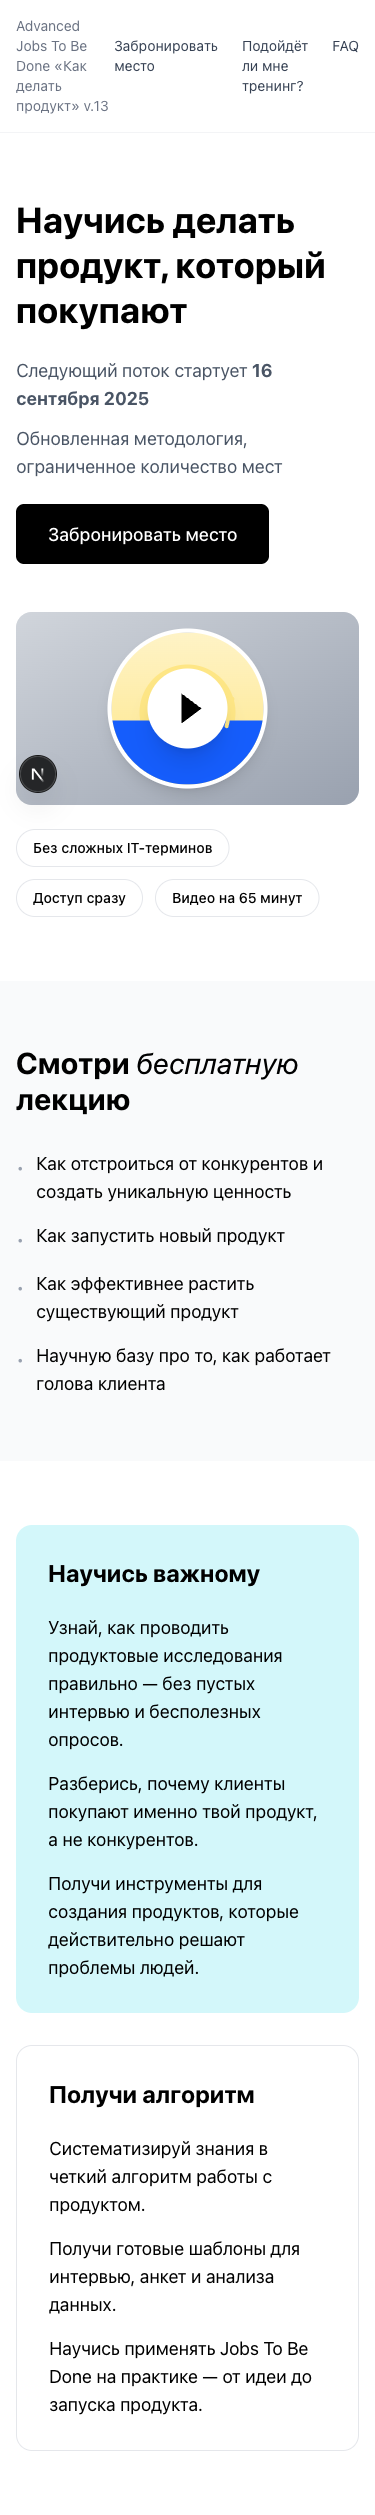 Advanced
Jobs To Be
Done «Как
делать
продукт» v.13
Забронировать
место
Подойдёт
ли мне
тренинг?
FAQ
Научись делать
продукт, который
покупают
Следующий поток стартует 16
сентября 2025
Обновленная методология,
ограниченное количество мест
Забронировать место
N
Без сложных IT-терминов
Доступ сразу
Видео на 65 минут
Смотри бесплатную
лекцию
Как отстроиться от конкурентов и
создать уникальную ценность
Как запустить новый продукт
Как эффективнее растить
существующий продукт
Научную базу про то, как работает
голова клиента
Научись важному
Узнай, как проводить
продуктовые исследования
правильно — без пустых
интервью и бесполезных
опросов.
Разберись, почему клиенты
покупают именно твой продукт,
а не конкурентов.
Получи инструменты для
создания продуктов, которые
действительно решают
проблемы людей.
Получи алгоритм
Систематизируй знания в
четкий алгоритм работы с
продуктом.
Получи готовые шаблоны для
интервью, анкет и анализа
данных.
Научись применять Jobs To Be
Done на практике — от идеи до
запуска продукта.